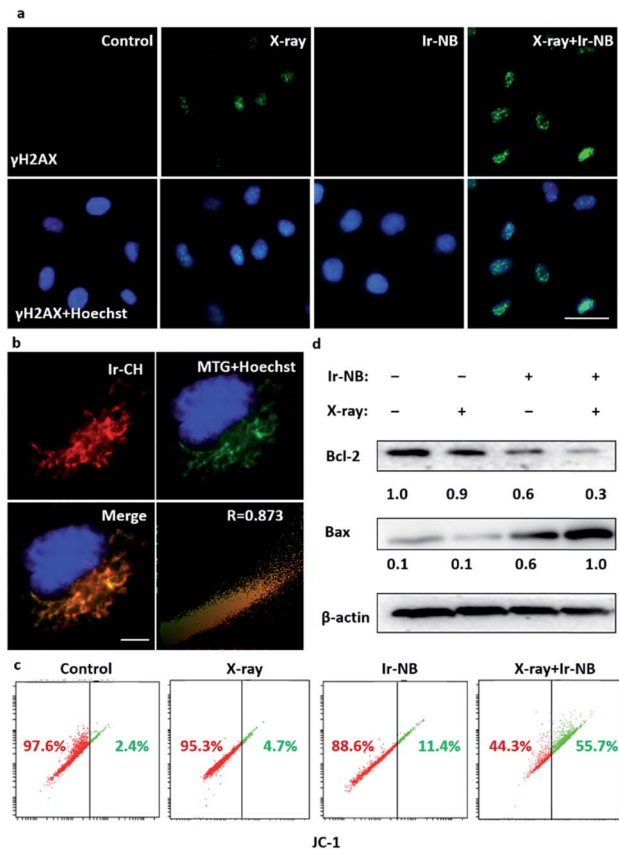 a
Control X-ray Ir-NB X-ray+Ir-NB
γH2AX
γH2AX+Hoechst
b
Ir-CH MTG+Hoechst
Merge R=0.873
d
Ir-NB: – – + +
X-ray: – + – +
Bcl-2
1.0 0.9 0.6 0.3
Bax
0.1 0.1 0.6 1.0
β-actin
c
Control X-ray Ir-NB X-ray+Ir-NB
97.6% 2.4% 95.3% 4.7% 88.6% 11.4% 44.3% 55.7%
JC-1